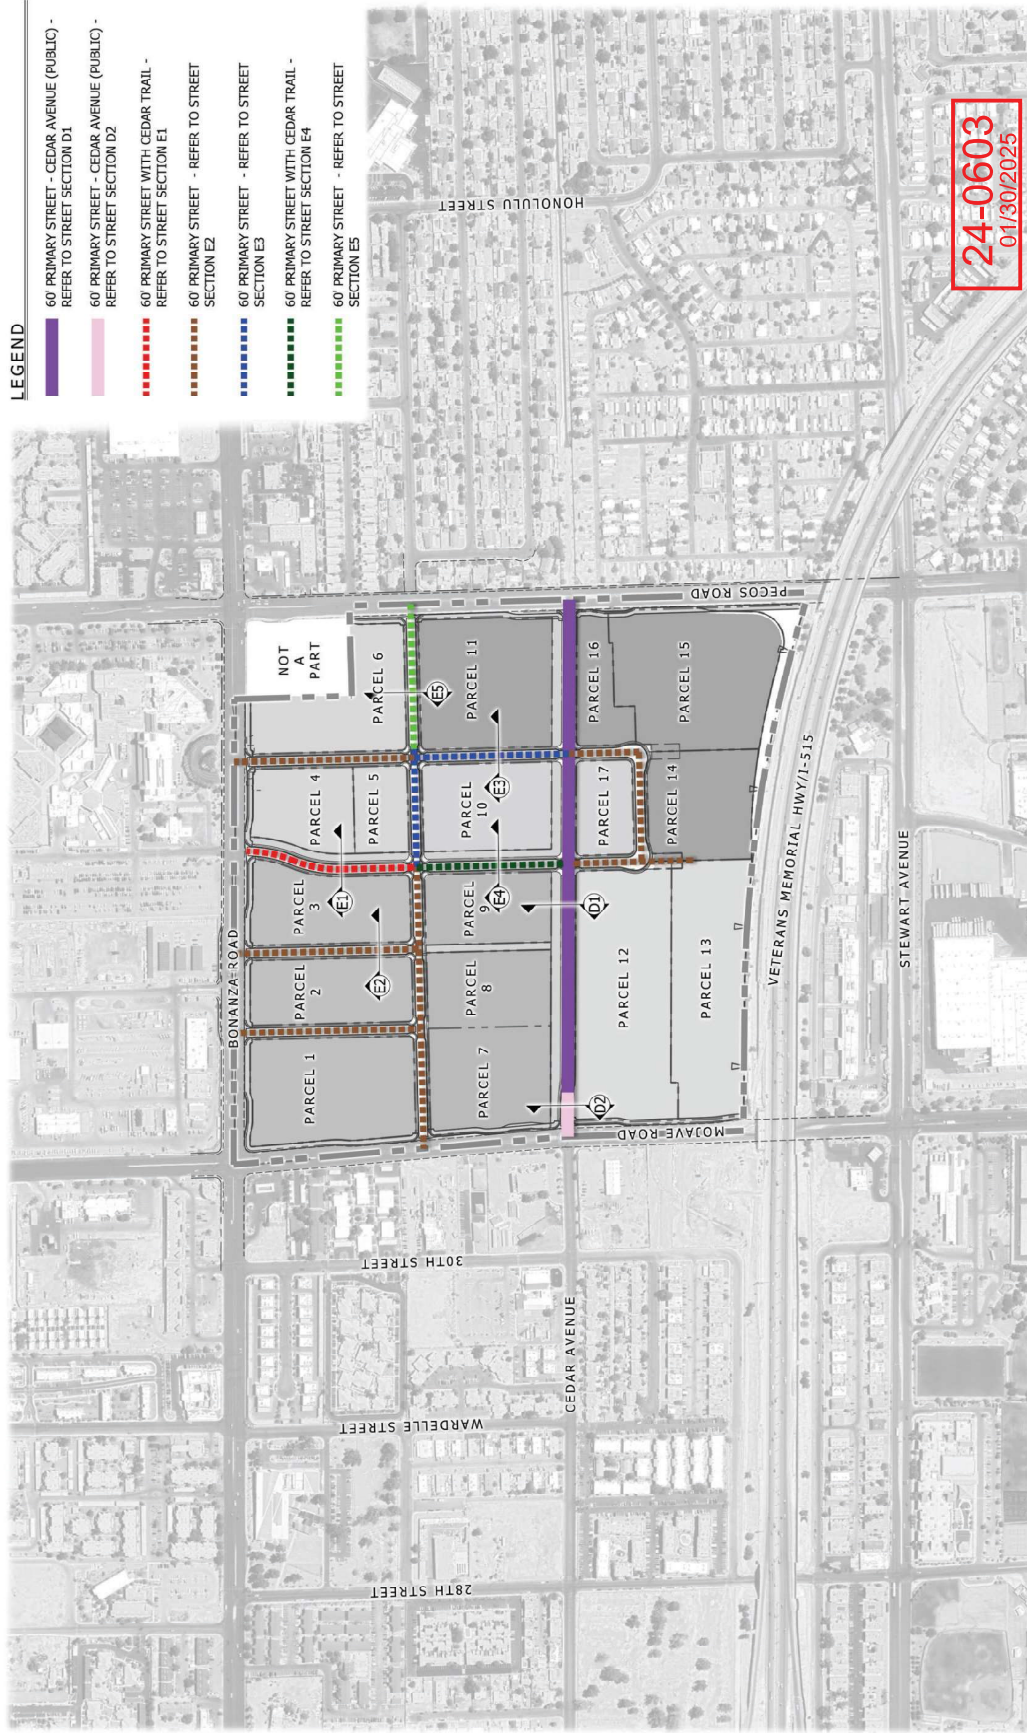 LEGEND
60' PRIMARY STREET - CEDAR AVENUE (PUBLIC) -
REFER TO STREET SECTION D1
60' PRIMARY STREET - CEDAR AVENUE (PUBLIC) -
REFER TO STREET SECTION D2
60' PRIMARY STREET WITH CEDAR TRAIL -
REFER TO STREET SECTION E1
60' PRIMARY STREET - REFER TO STREET
SECTION E2
60' PRIMARY STREET - REFER TO STREET
SECTION E3
60' PRIMARY STREET WITH CEDAR TRAIL -
REFER TO STREET SECTION E4
60' PRIMARY STREET - REFER TO STREET
SECTION E5
28TH STREET
WARDELLE STREET
30TH STREET
CEDAR AVENUE
MOJAVE ROAD
BONANZA ROAD
PECOS ROAD
HONOLULU STREET
VETERANS MEMORIAL HWY/I-515
STEWART AVENUE
NOT
A
PART
PARCEL 1
PARCEL
2
PARCEL
3
PARCEL 4
PARCEL 5
PARCEL 6
PARCEL 7
PARCEL
8
PARCEL
9
PARCEL
10
PARCEL 11
PARCEL 12
PARCEL 13
PARCEL 14
PARCEL 15
PARCEL 16
PARCEL 17
E1
E2
E3
E4
E5
D1
D2
24-0603
01/30/2025